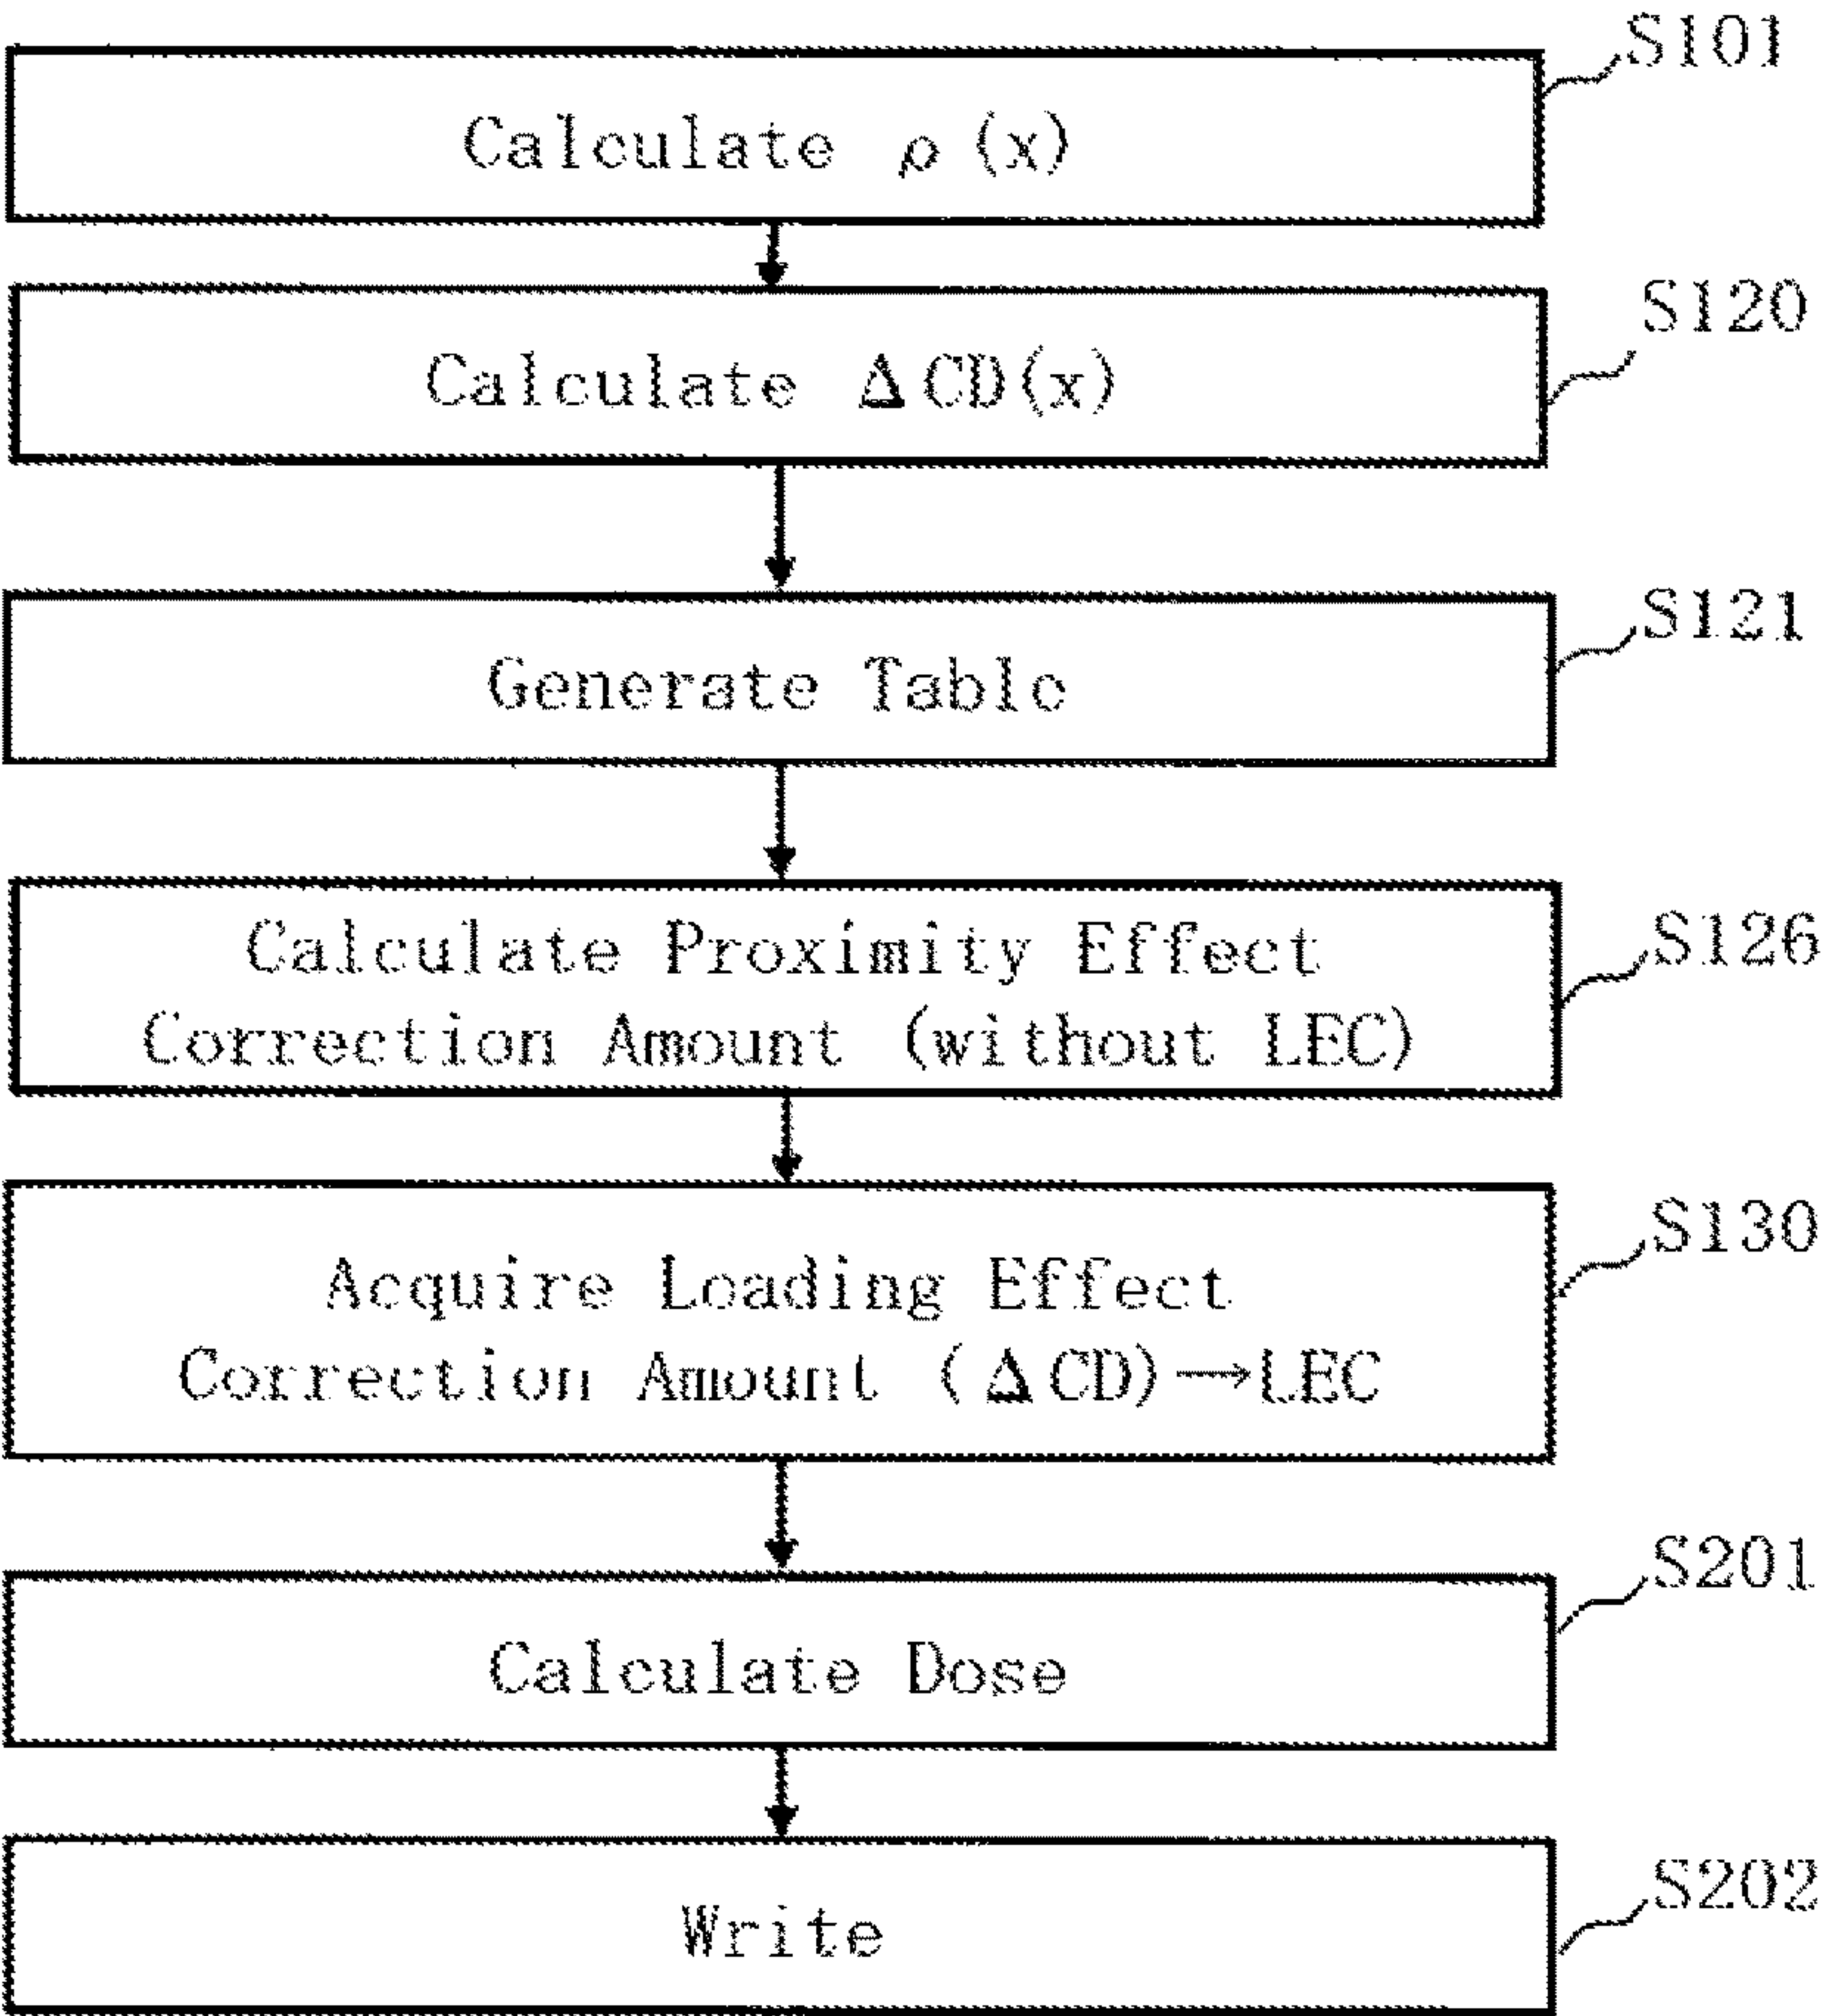 S101
Calculate ρ(x)
S120
Calculate ΔCD(x)
S121
Generate Table
S126
Calculate Proximity Effect
Correction Amount (without LEC)
S130
Acquire Loading Effect
Correction Amount (ΔCD)→LEC
S201
Calculate Dose
S202
Write